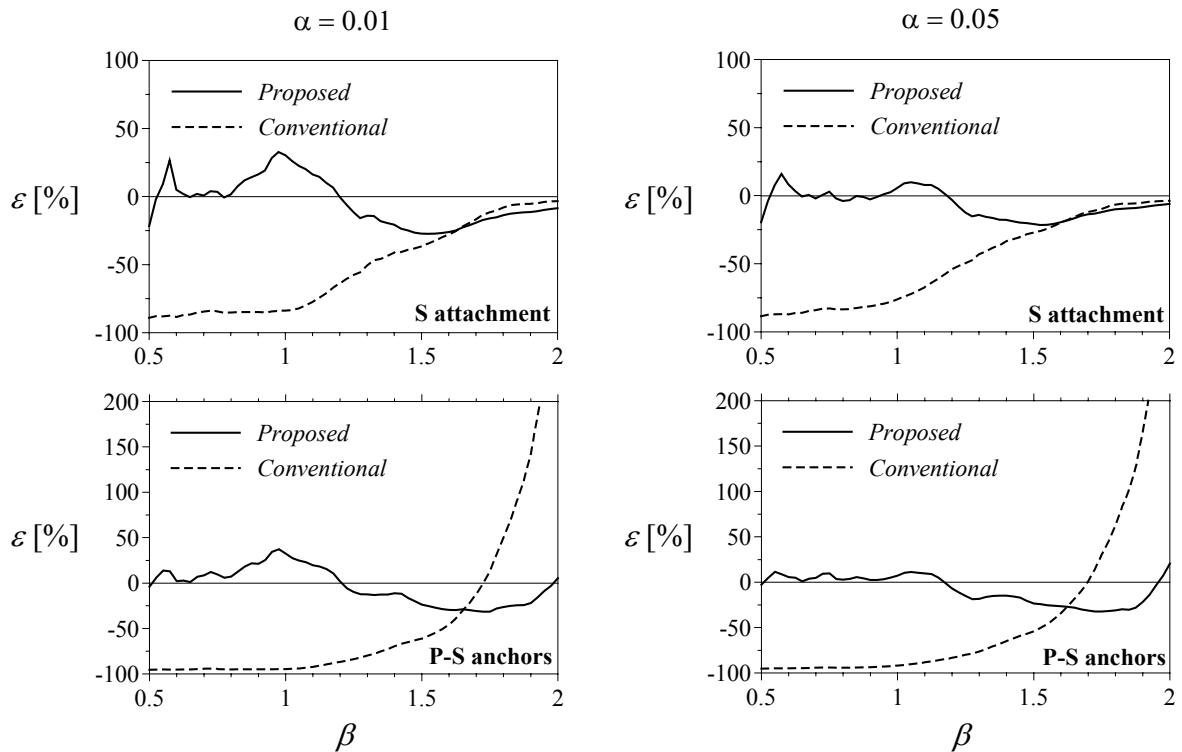 α = 0.01
α = 0.05
100
50
0
-50
-100
ε [%]
Proposed
Conventional
S attachment
0.5
1
1.5
2
100
50
0
-50
-100
ε [%]
Proposed
Conventional
S attachment
0.5
1
1.5
2
200
150
100
50
0
-50
-100
ε [%]
Proposed
Conventional
P-S anchors
0.5
1
1.5
2
β
200
150
100
50
0
-50
-100
ε [%]
Proposed
Conventional
P-S anchors
0.5
1
1.5
2
β